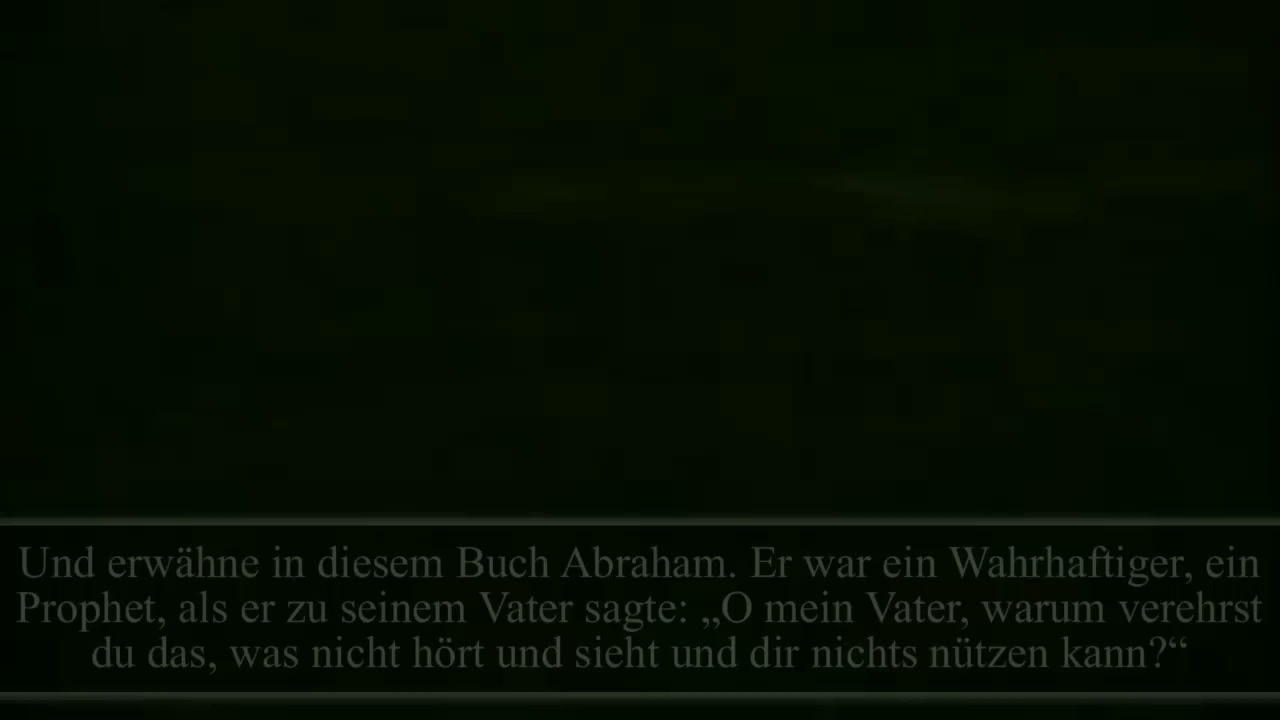 Und erwähne in diesem Buch Abraham. Er war ein Wahrhaftiger, ein
Prophet, als er zu seinem Vater sagte: „O mein Vater, warum verehrst
du das, was nicht hört und sieht und dir nichts nützen kann?“